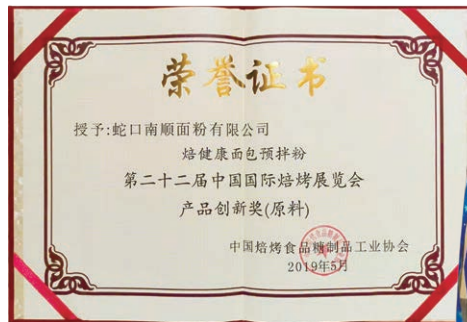 荣誉证书
授予:蛇口南顺面粉有限公司
焙健康面包预拌粉
第二十二届中国国际焙烤展览会
产品创新奖(原料)
中国焙烤食品糖制品工业协会
2019年5月